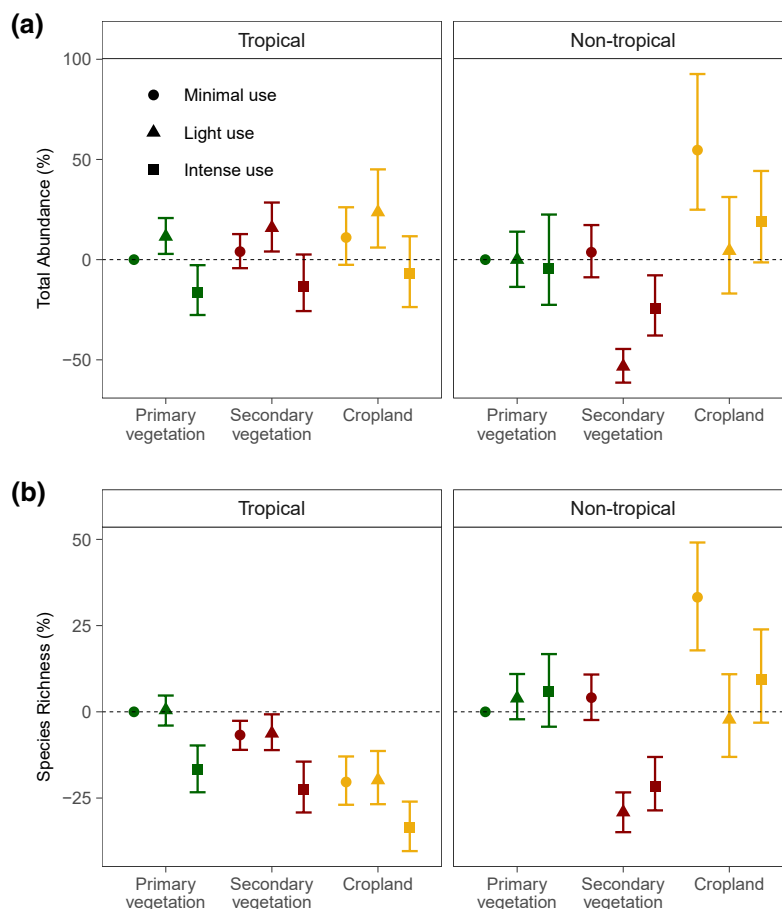 (a)
Tropical
Non-tropical
Total Abundance (%)
100
50
0
−50
Minimal use
Light use
Intense use
Primary
vegetation
Secondary
vegetation
Cropland
Primary
vegetation
Secondary
vegetation
Cropland
(b)
Tropical
Non-tropical
Species Richness (%)
50
25
0
−25
Primary
vegetation
Secondary
vegetation
Cropland
Primary
vegetation
Secondary
vegetation
Cropland